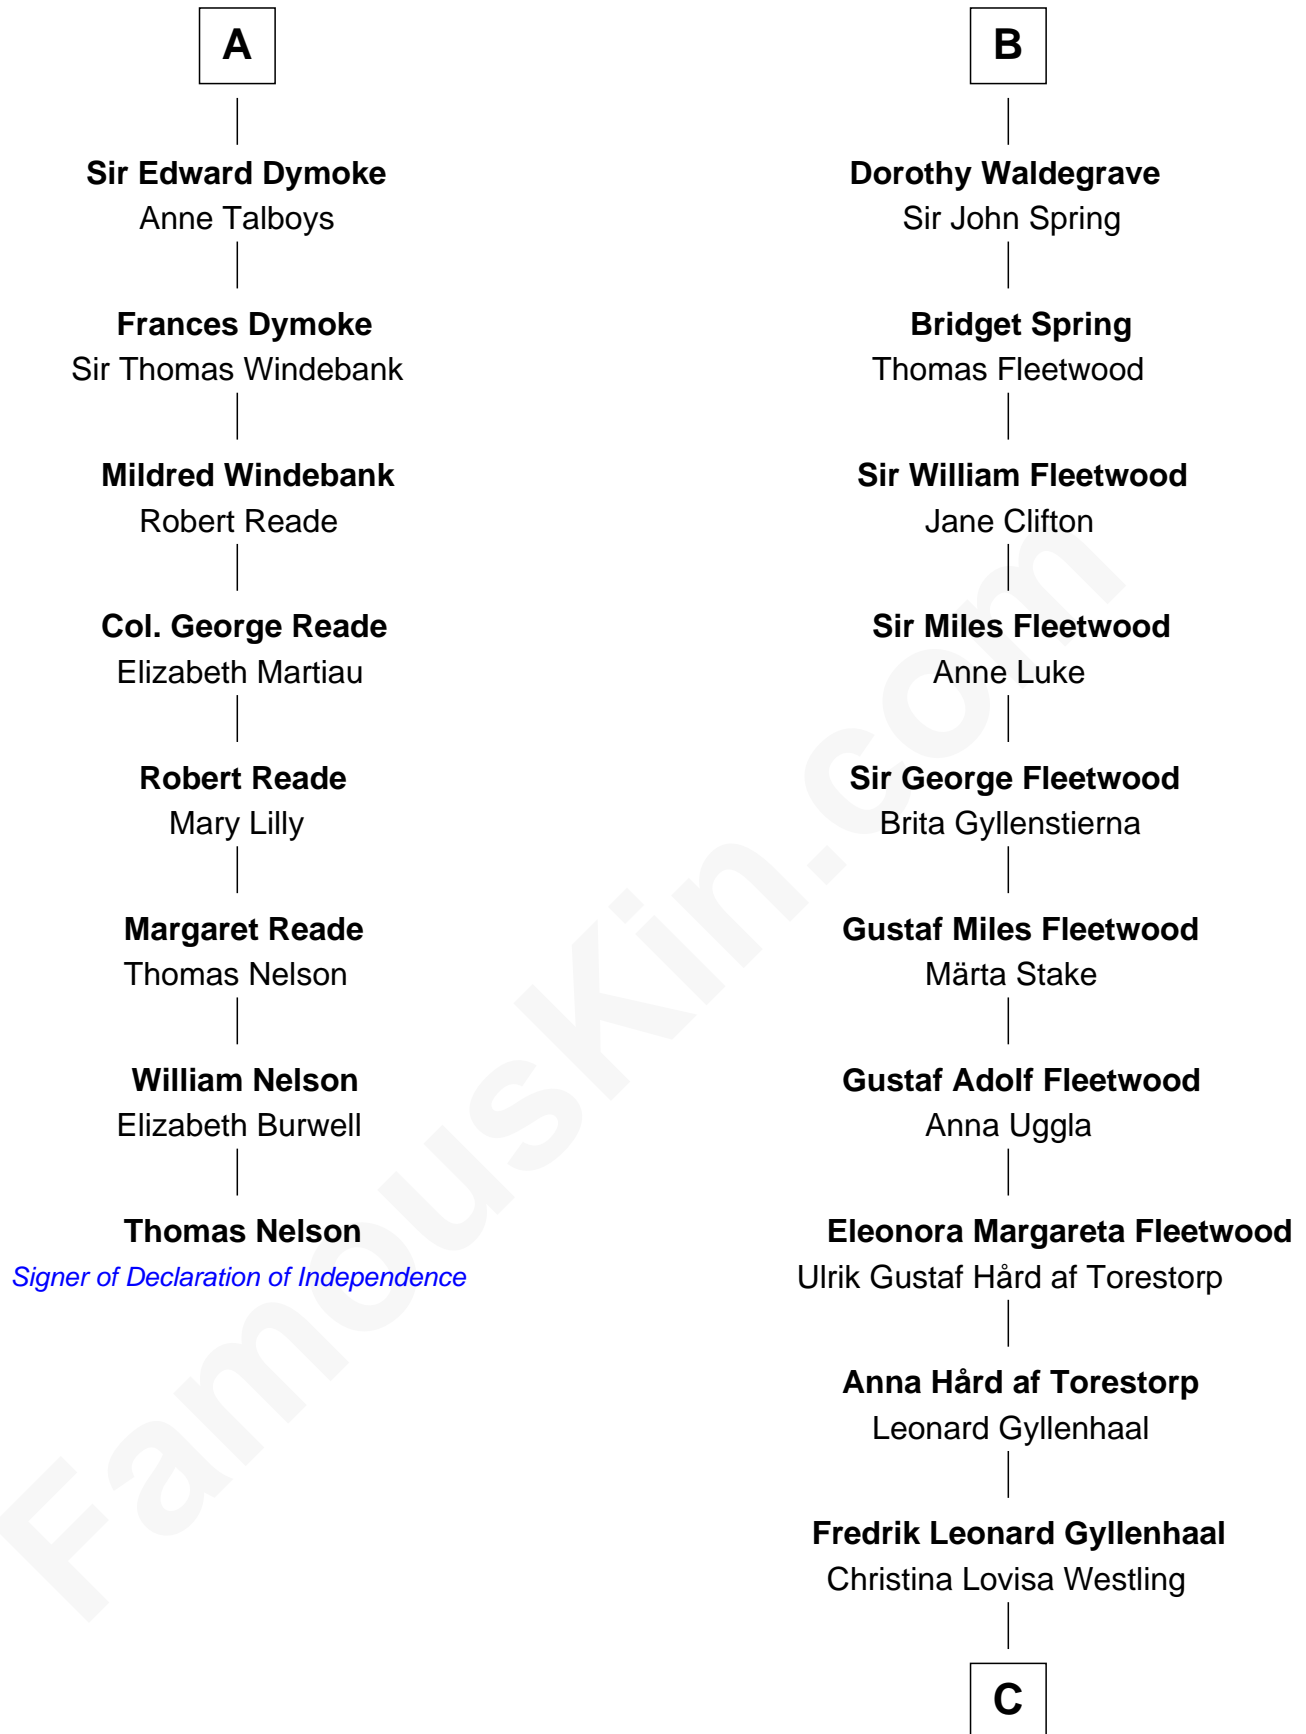 A
Sir Edward Dymoke
Anne Talboys
Frances Dymoke
Sir Thomas Windebank
Mildred Windebank
Robert Reade
Col. George Reade
Elizabeth Martiau
Robert Reade
Mary Lilly
Margaret Reade
Thomas Nelson
William Nelson
Elizabeth Burwell
Thomas Nelson
Signer of Declaration of Independence
B
Dorothy Waldegrave
Sir John Spring
Bridget Spring
Thomas Fleetwood
Sir William Fleetwood
Jane Clifton
Sir Miles Fleetwood
Anne Luke
Sir George Fleetwood
Brita Gyllenstierna
Gustaf Miles Fleetwood
Märta Stake
Gustaf Adolf Fleetwood
Anna Uggla
Eleonora Margareta Fleetwood
Ulrik Gustaf Hård af Torestorp
Anna Hård af Torestorp
Leonard Gyllenhaal
Fredrik Leonard Gyllenhaal
Christina Lovisa Westling
C
FamousKin.com